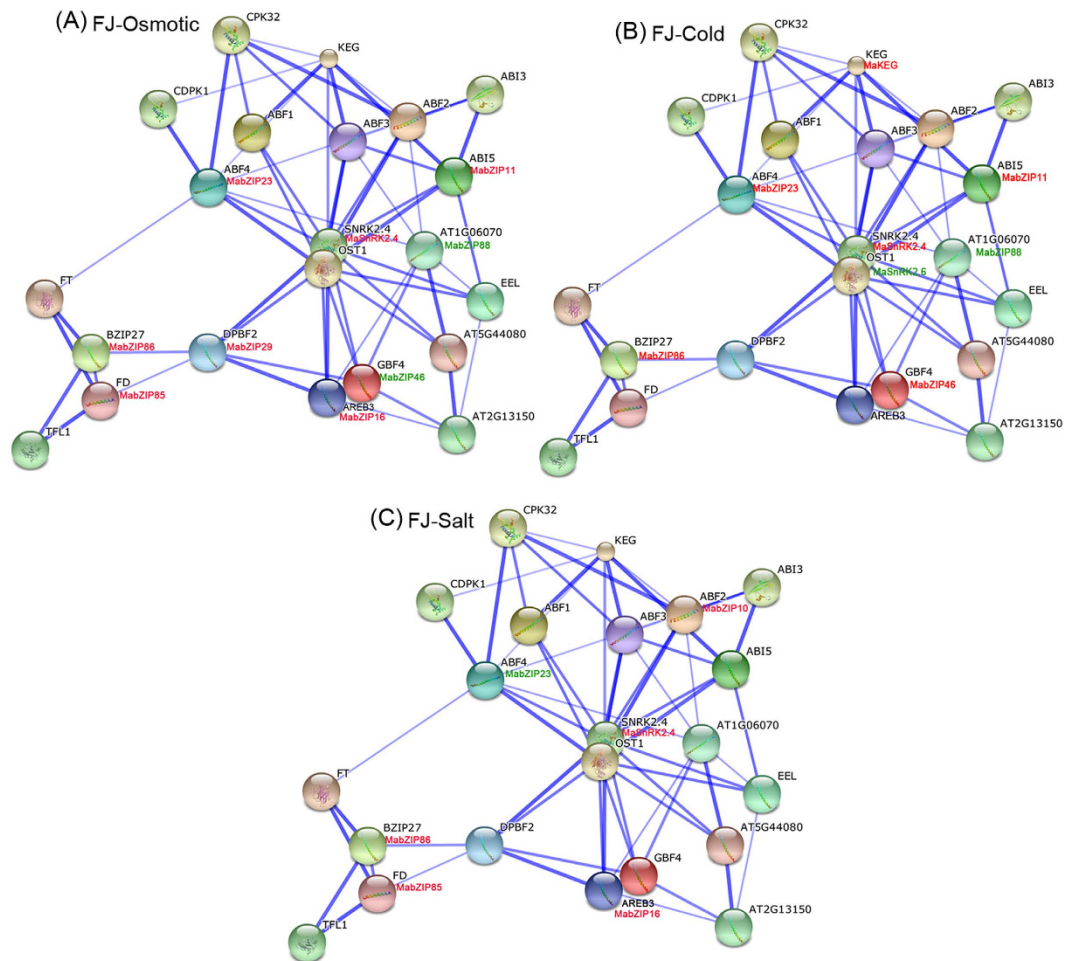 (A) FJ-Osmotic
CPK32
KEG
ABI3
CDPK1
ABF1
ABF2
ABF3
ABI5
MabZIP11
ABF4
MabZIP23
SNRK2.4
MaSnRK2.4
OST1
AT1G06070
MabZIP88
EEL
FT
BZIP27
MabZIP86
DPBF2
MabZIP29
AT5G44080
GBF4
MabZIP46
FD
MabZIP85
AREB3
MabZIP16
TFL1
AT2G13150
(B) FJ-Cold
CPK32
KEG
MaKEG
ABI3
CDPK1
ABF1
ABF2
ABF3
ABI5
MabZIP11
ABF4
MabZIP23
SNRK2.4
MaSnRK2.4
OST1
MaSnRK2.6
AT1G06070
MabZIP88
EEL
FT
BZIP27
MabZIP86
DPBF2
AT5G44080
GBF4
MabZIP46
FD
AREB3
TFL1
AT2G13150
(C) FJ-Salt
CPK32
KEG
ABI3
CDPK1
ABF1
ABF2
MabZIP10
ABF3
ABI5
ABF4
MabZIP23
SNRK2.4
MaSnRK2.4
OST1
AT1G06070
EEL
FT
BZIP27
MabZIP86
DPBF2
AT5G44080
GBF4
FD
MabZIP85
AREB3
MabZIP16
TFL1
AT2G13150